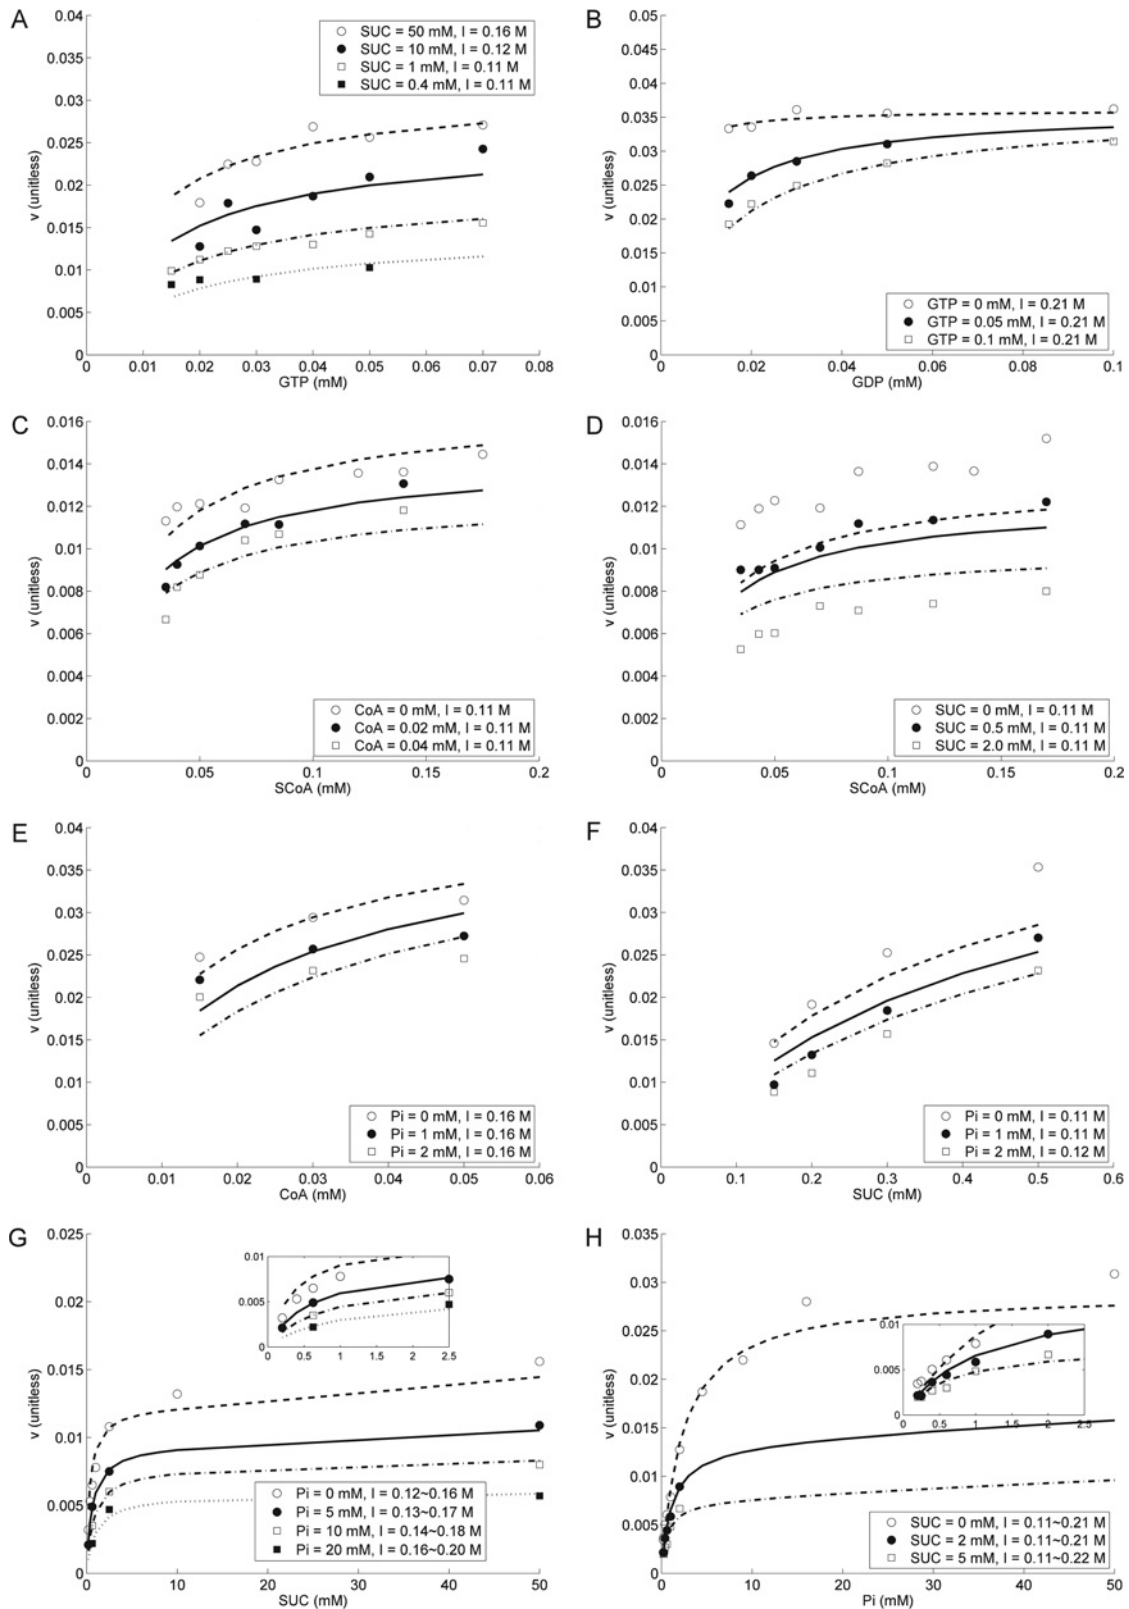 A
0.04
0.035
0.03
0.025
0.02
0.015
0.01
0.005
0
v (unitless)
SUC = 50 mM, I = 0.16 M
SUC = 10 mM, I = 0.12 M
SUC = 1 mM, I = 0.11 M
SUC = 0.4 mM, I = 0.11 M
0 0.01 0.02 0.03 0.04 0.05 0.06 0.07 0.08
GTP (mM)
B
0.05
0.045
0.04
0.035
0.03
0.025
0.02
0.015
0.01
0.005
0
v (unitless)
GTP = 0 mM, I = 0.21 M
GTP = 0.05 mM, I = 0.21 M
GTP = 0.1 mM, I = 0.21 M
0 0.02 0.04 0.06 0.08 0.1
GDP (mM)
C
0.016
0.014
0.012
0.01
0.008
0.006
0.004
0.002
0
v (unitless)
CoA = 0 mM, I = 0.11 M
CoA = 0.02 mM, I = 0.11 M
CoA = 0.04 mM, I = 0.11 M
0 0.05 0.1 0.15 0.2
SCoA (mM)
D
0.016
0.014
0.012
0.01
0.008
0.006
0.004
0.002
0
v (unitless)
SUC = 0 mM, I = 0.11 M
SUC = 0.5 mM, I = 0.11 M
SUC = 2.0 mM, I = 0.11 M
0 0.05 0.1 0.15 0.2
SCoA (mM)
E
0.04
0.035
0.03
0.025
0.02
0.015
0.01
0.005
0
v (unitless)
Pi = 0 mM, I = 0.16 M
Pi = 1 mM, I = 0.16 M
Pi = 2 mM, I = 0.16 M
0 0.01 0.02 0.03 0.04 0.05 0.06
CoA (mM)
F
0.04
0.035
0.03
0.025
0.02
0.015
0.01
0.005
0
v (unitless)
Pi = 0 mM, I = 0.11 M
Pi = 1 mM, I = 0.11 M
Pi = 2 mM, I = 0.12 M
0 0.1 0.2 0.3 0.4 0.5 0.6
SUC (mM)
G
0.025
0.02
0.015
0.01
0.005
0
v (unitless)
0.01
0.005
0
0 0.5 1 1.5 2 2.5
Pi = 0 mM, I = 0.12~0.16 M
Pi = 5 mM, I = 0.13~0.17 M
Pi = 10 mM, I = 0.14~0.18 M
Pi = 20 mM, I = 0.16~0.20 M
0 10 20 30 40 50
SUC (mM)
H
0.035
0.03
0.025
0.02
0.015
0.01
0.005
0
v (unitless)
0.01
0.005
0
0 0.5 1 1.5 2 2.5
SUC = 0 mM, I = 0.11~0.21 M
SUC = 2 mM, I = 0.11~0.21 M
SUC = 5 mM, I = 0.11~0.22 M
0 10 20 30 40 50
Pi (mM)